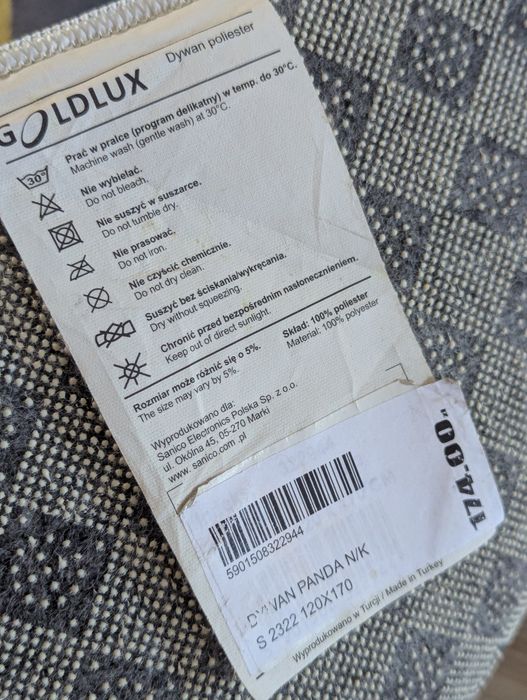 Dywan poliester
GOLDLUX
30°
Prać w pralce (program delikatny) w temp. do 30°C.
Machine wash (gentle wash) at 30°C.
Nie wybielać.
Do not bleach.
Nie suszyć w suszarce.
Do not tumble dry.
Nie prasować.
Do not iron.
Nie czyścić chemicznie.
Do not dry clean.
Suszyć bez ściskania/wykręcania.
Dry without squeezing.
Chronić przed bezpośrednim nasłonecznieniem.
Keep out of direct sunlight.
Skład: 100% poliester
Material: 100% polyester
Rozmiar może różnić się o 5%.
The size may vary by 5%.
Wyprodukowano dla:
Sanico Electronics Polska Sp. z o.o.
ul. Okólna 45, 05-270 Marki
www. sanico.com .pl
174.00"
5901508322944
DYWAN PANDA N/K
S 2322 120X170
Wyprodukowano w Turcji / Made in Turkey